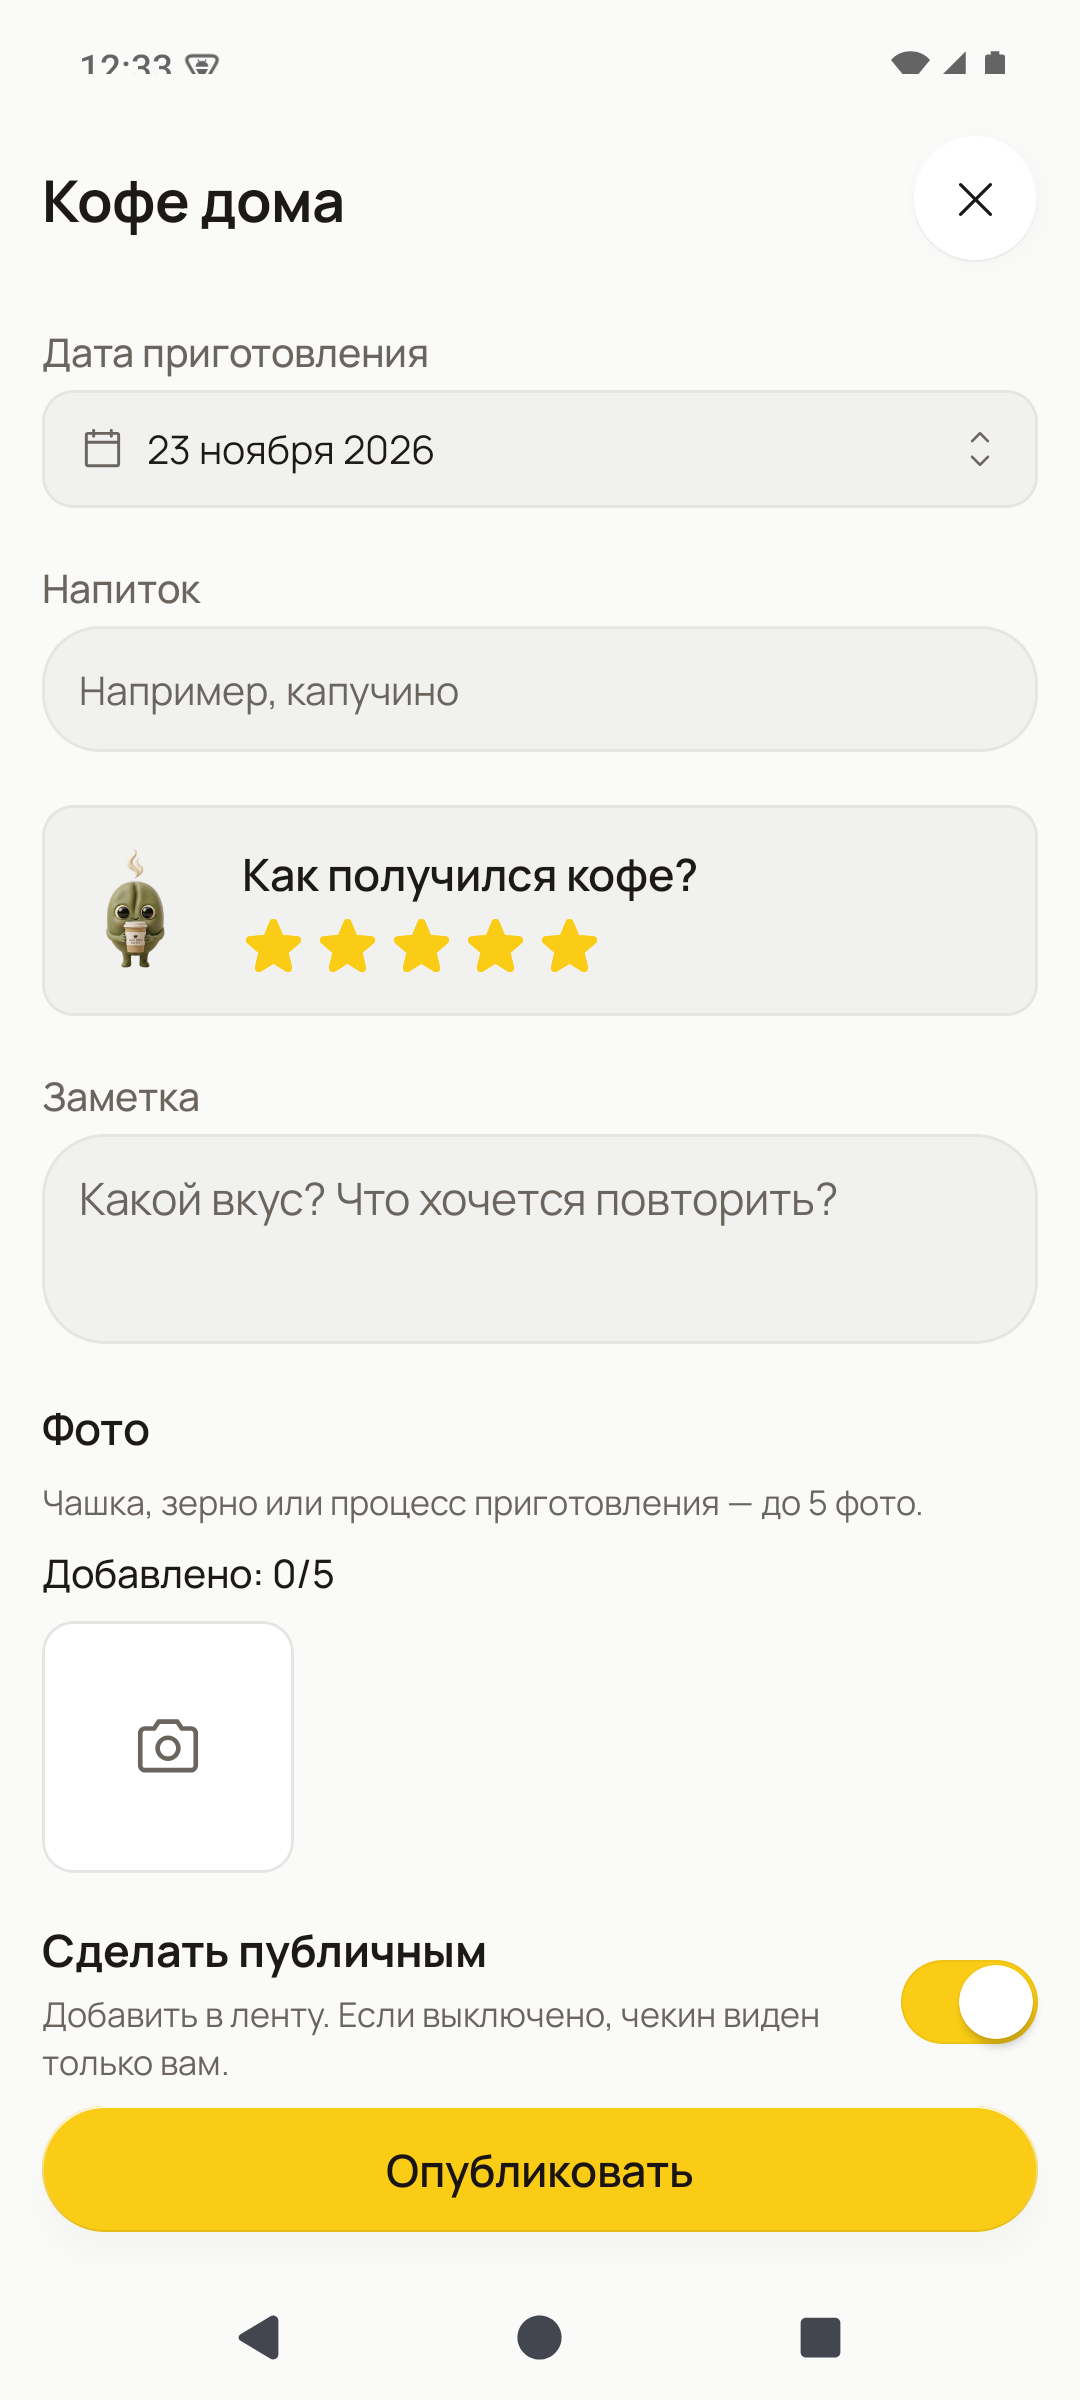 12:33
Кофе дома
Дата приготовления
23 ноября 2026
Напиток
Например, капучино
Как получился кофе?
Заметка
Какой вкус? Что хочется повторить?
Фото
Чашка, зерно или процесс приготовления — до 5 фото.
Добавлено: 0/5
Сделать публичным
Добавить в ленту. Если выключено, чекин виден
только вам.
Опубликовать